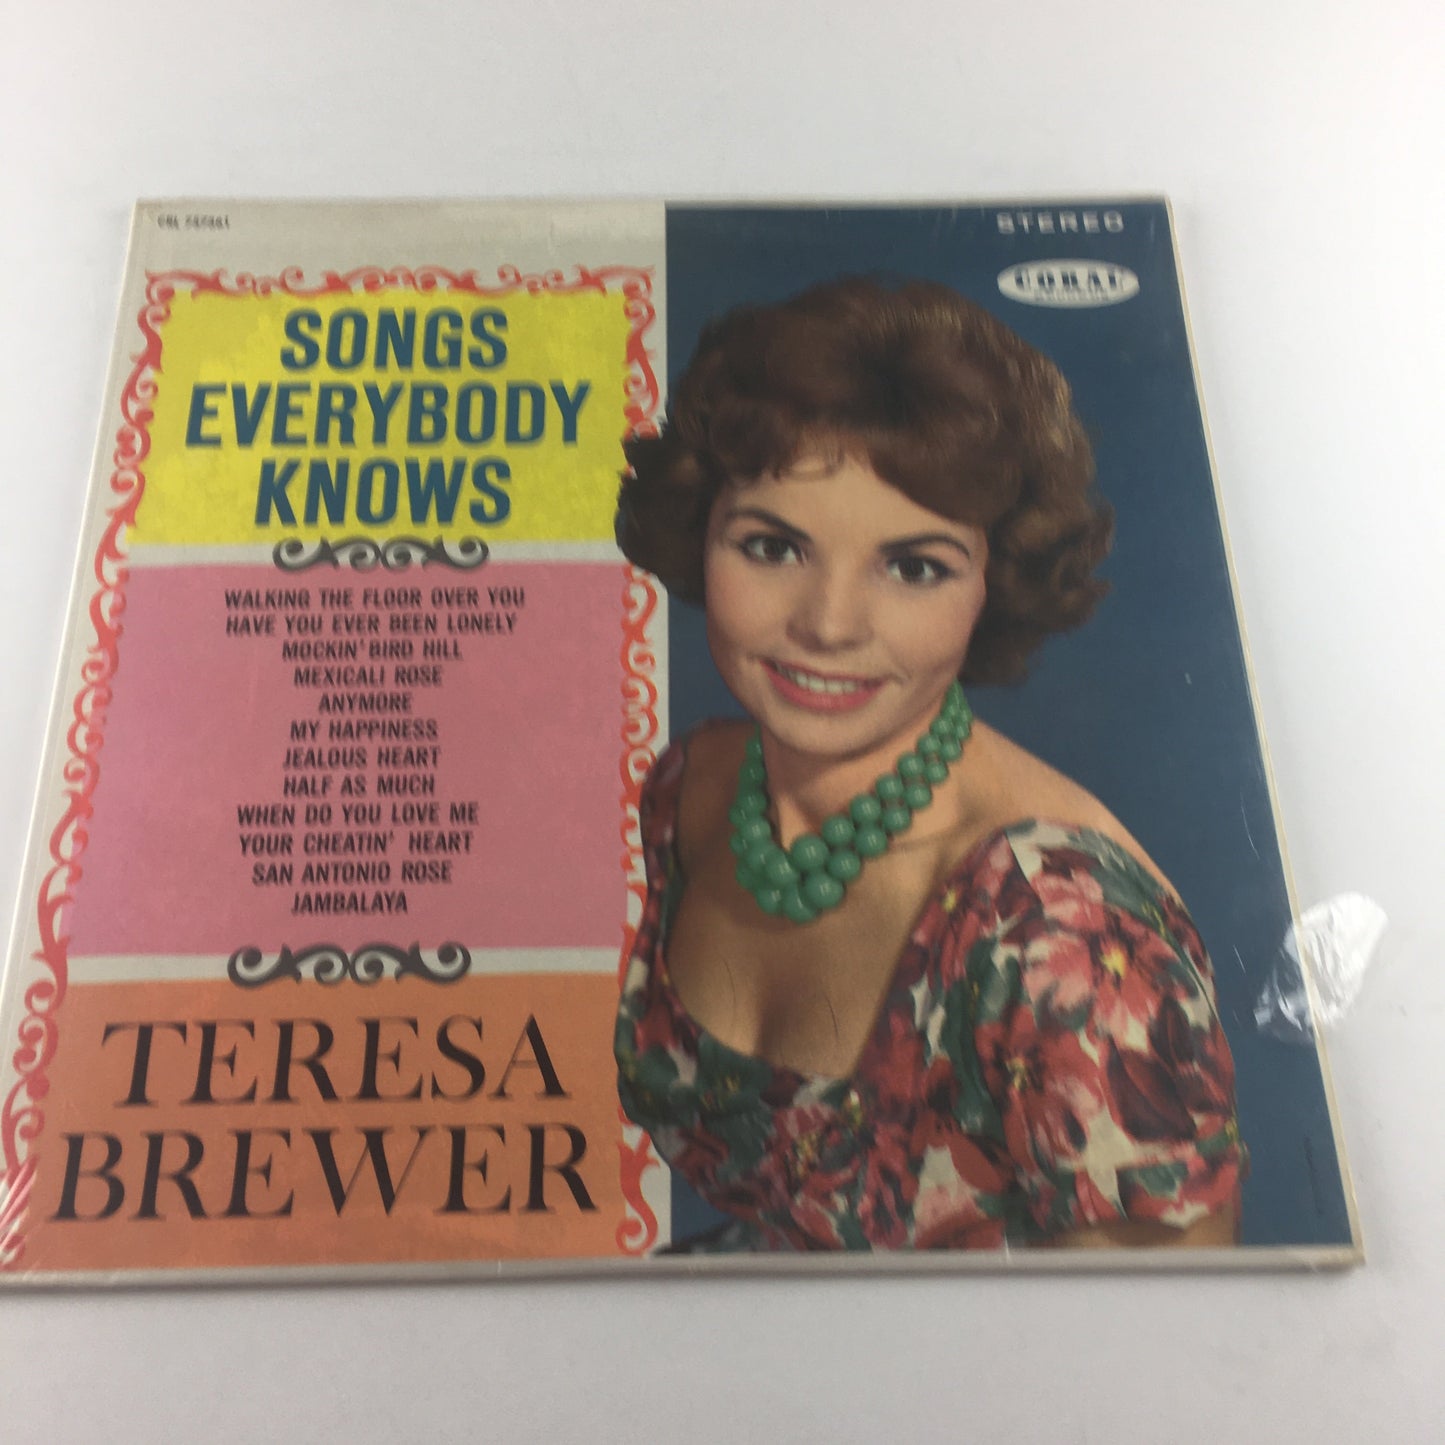 STEREO
CORAL
SONGS
EVERYBODY
KNOWS
WALKING THE FLOOR OVER YOU
HAVE YOU EVER BEEN LONELY
MOCKIN' BIRD HILL
MEXICALI ROSE
ANYMORE
MY HAPPINESS
JEALOUS HEART
HALF AS MUCH
WHEN DO YOU LOVE ME
YOUR CHEATIN' HEART
SAN ANTONIO ROSE
JAMBALAYA
TERESA
BREWER